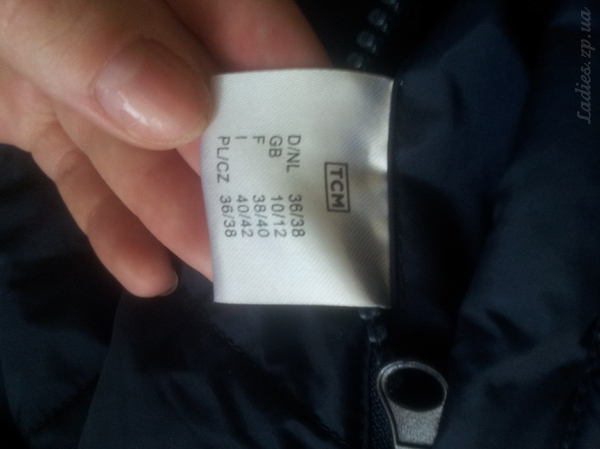 TCM
D/NL 36/38
GB 10/12
F 38/40
I 40/42
PL/CZ 36/38
Ladies.zp.ua